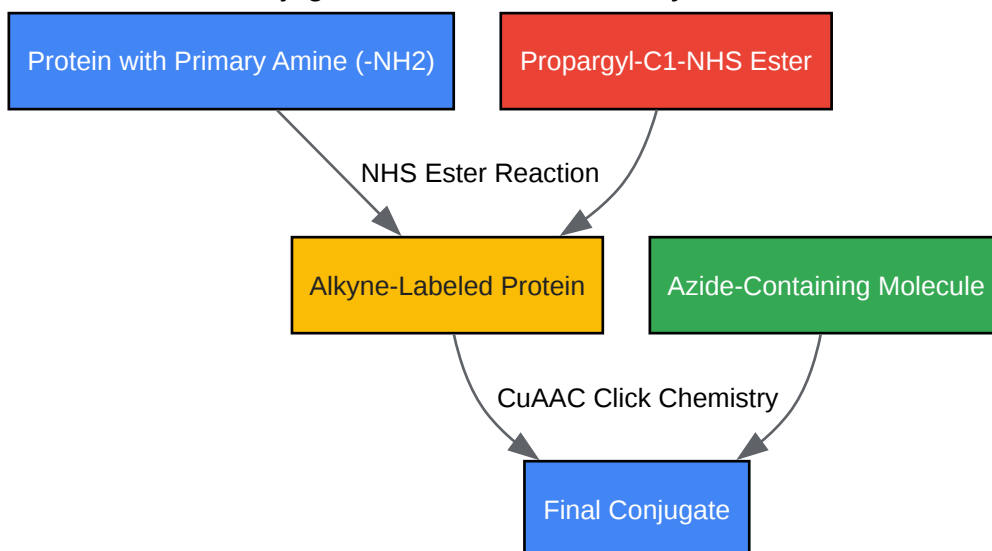 Protein with Primary Amine (-NH2)
Propargyl-C1-NHS Ester
NHS Ester Reaction
Alkyne-Labeled Protein
Azide-Containing Molecule
CuAAC Click Chemistry
Final Conjugate